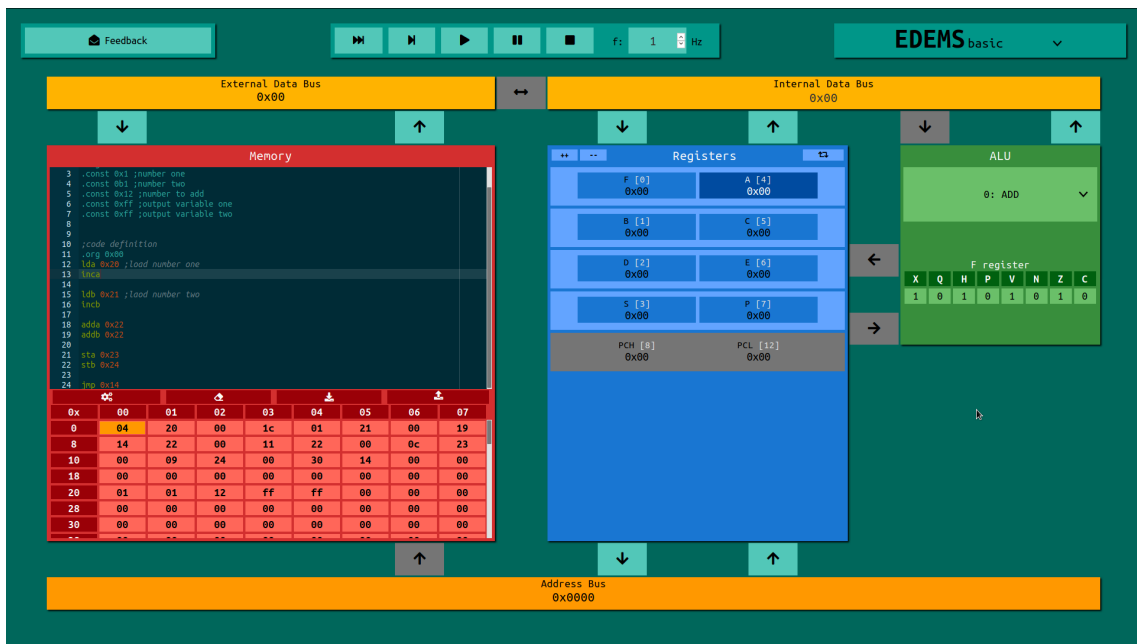 Feedback
f: 1 Hz
EDEMS basic
External Data Bus
0x00
Internal Data Bus
0x00
Memory
3 .const 0x1 ;number one
4 .const 0b1 ;number two
5 .const 0x12 ;number to add
6 .const 0xff ;output variable one
7 .const 0xff ;output variable two
8
9
10 ;code definition
11 .org 0x00
12 lda 0x20 ;load number one
13 inca
14
15 ldb 0x21 ;laod number two
16 incb
17
18 adda 0x22
19 addb 0x22
20
21 sta 0x23
22 stb 0x24
23
24 jmp 0x14
0x 00 01 02 03 04 05 06 07
0 04 20 00 1c 01 21 00 19
8 14 22 00 11 22 00 0c 23
10 00 09 24 00 30 14 00 00
18 00 00 00 00 00 00 00 00
20 01 01 12 ff ff 00 00 00
28 00 00 00 00 00 00 00 00
30 00 00 00 00 00 00 00 00
++ -- Registers
F [0] A [4]
0x00 0x00
B [1] C [5]
0x00 0x00
D [2] E [6]
0x00 0x00
S [3] P [7]
0x00 0x00
PCH [8] PCL [12]
0x00 0x00
ALU
0: ADD
F register
X Q H P V N Z C
1 0 1 0 1 0 1 0
Address Bus
0x0000